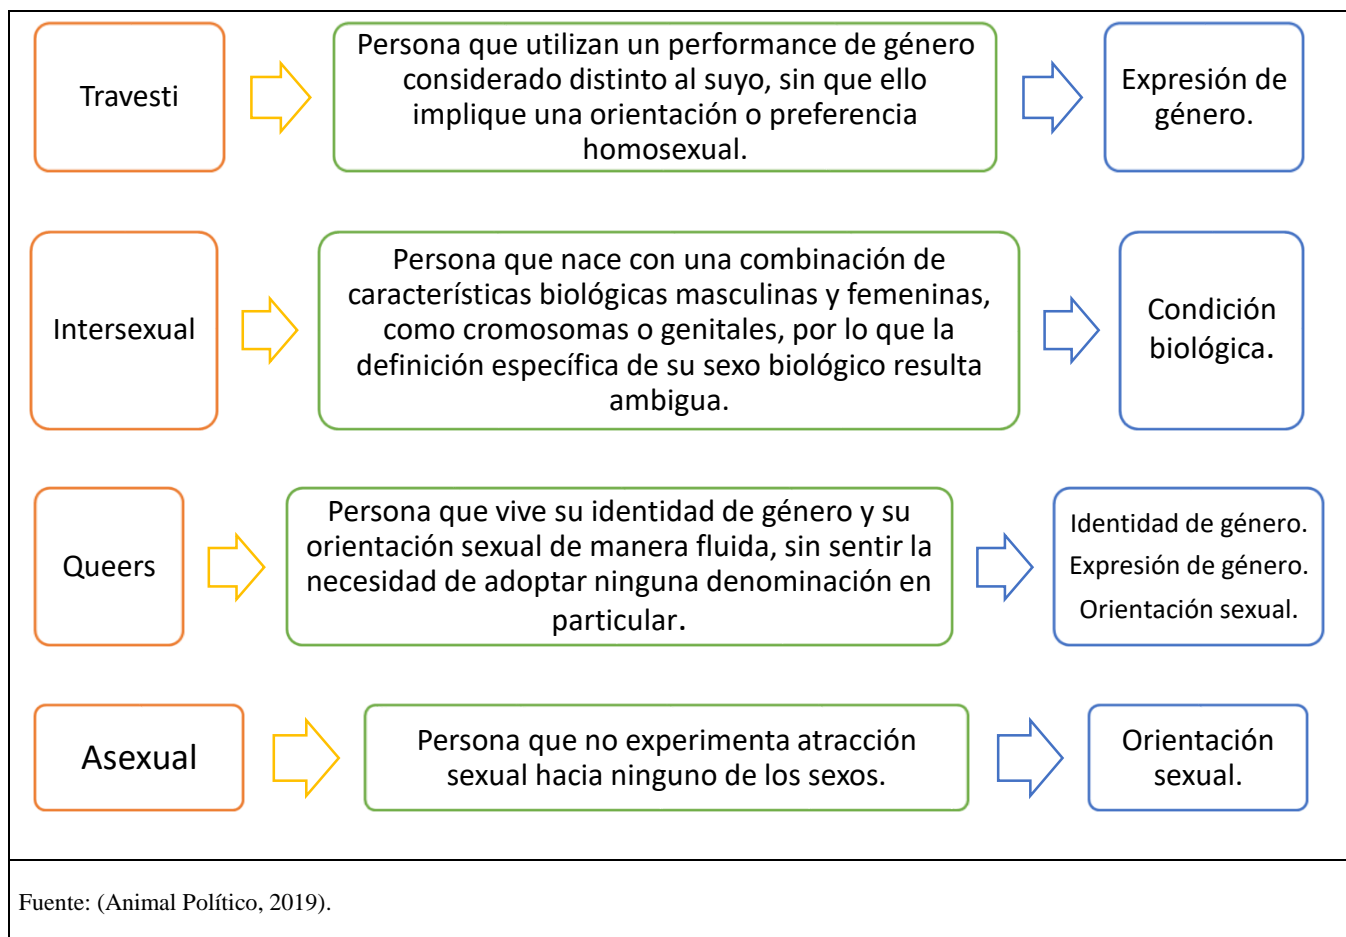 Travesti
Persona que utilizan un performance de género
considerado distinto al suyo, sin que ello
implique una orientación o preferencia
homosexual.
Expresión de
género.
Intersexual
Persona que nace con una combinación de
características biológicas masculinas y femeninas,
como cromosomas o genitales, por lo que la
definición específica de su sexo biológico resulta
ambigua.
Condición
biológica.
Queers
Persona que vive su identidad de género y su
orientación sexual de manera fluida, sin sentir la
necesidad de adoptar ninguna denominación en
particular.
Identidad de género.
Expresión de género.
Orientación sexual.
Asexual
Persona que no experimenta atracción
sexual hacia ninguno de los sexos.
Orientación
sexual.
Fuente: (Animal Político, 2019).